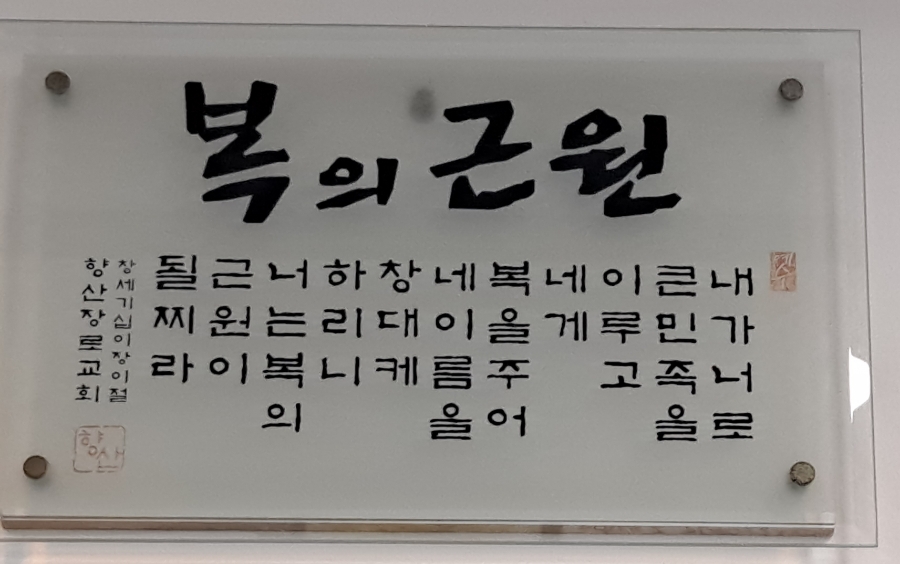 복의 근원
내가 너로
큰 민족을
이루고
네게
복을 주어
네 이름을
창대케
하리니
너는 복의
근원이
될찌라
창세기 십이장 이절
향산장로교회
향산